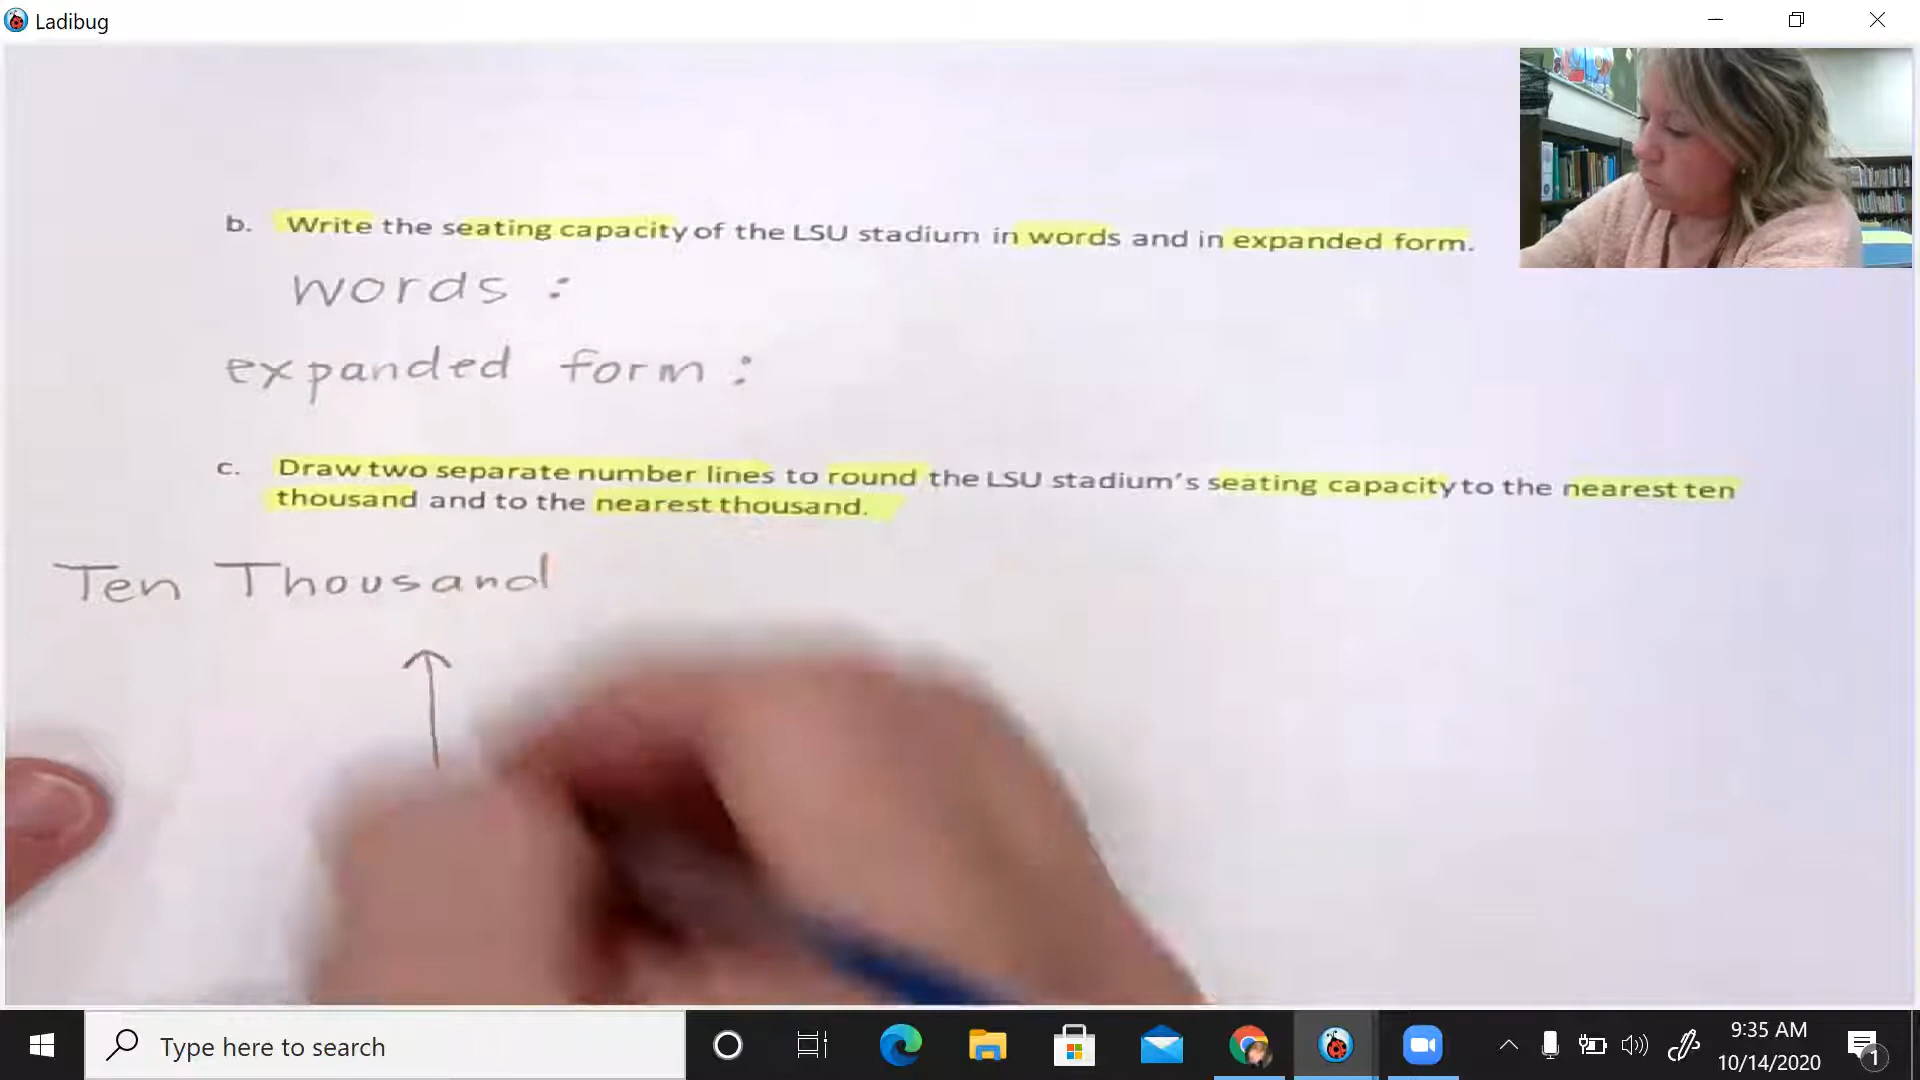 Ladibug
b. Write the seating capacity of the LSU stadium in words and in expanded form.
words :
expanded form :
c. Draw two separate number lines to round the LSU stadium's seating capacity to the nearest ten
thousand and to the nearest thousand.
Ten Thousand
Type here to search
9:35 AM
10/14/2020
1